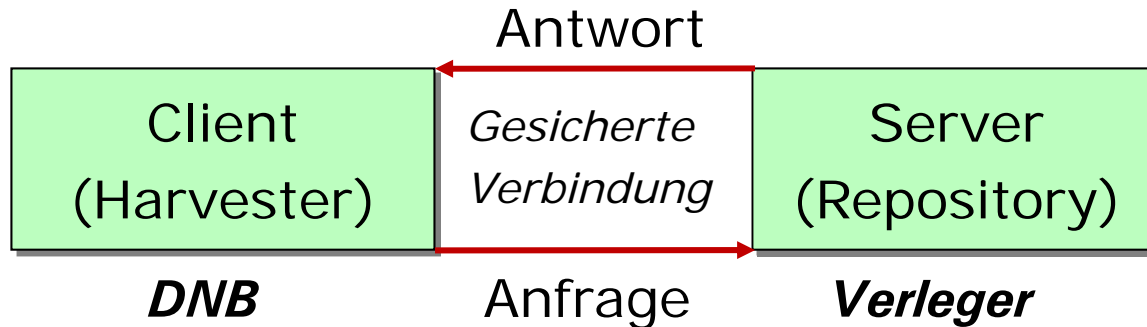 Antwort
Client
(Harvester)
Gesicherte
Verbindung
Server
(Repository)
DNB
Anfrage
Verleger